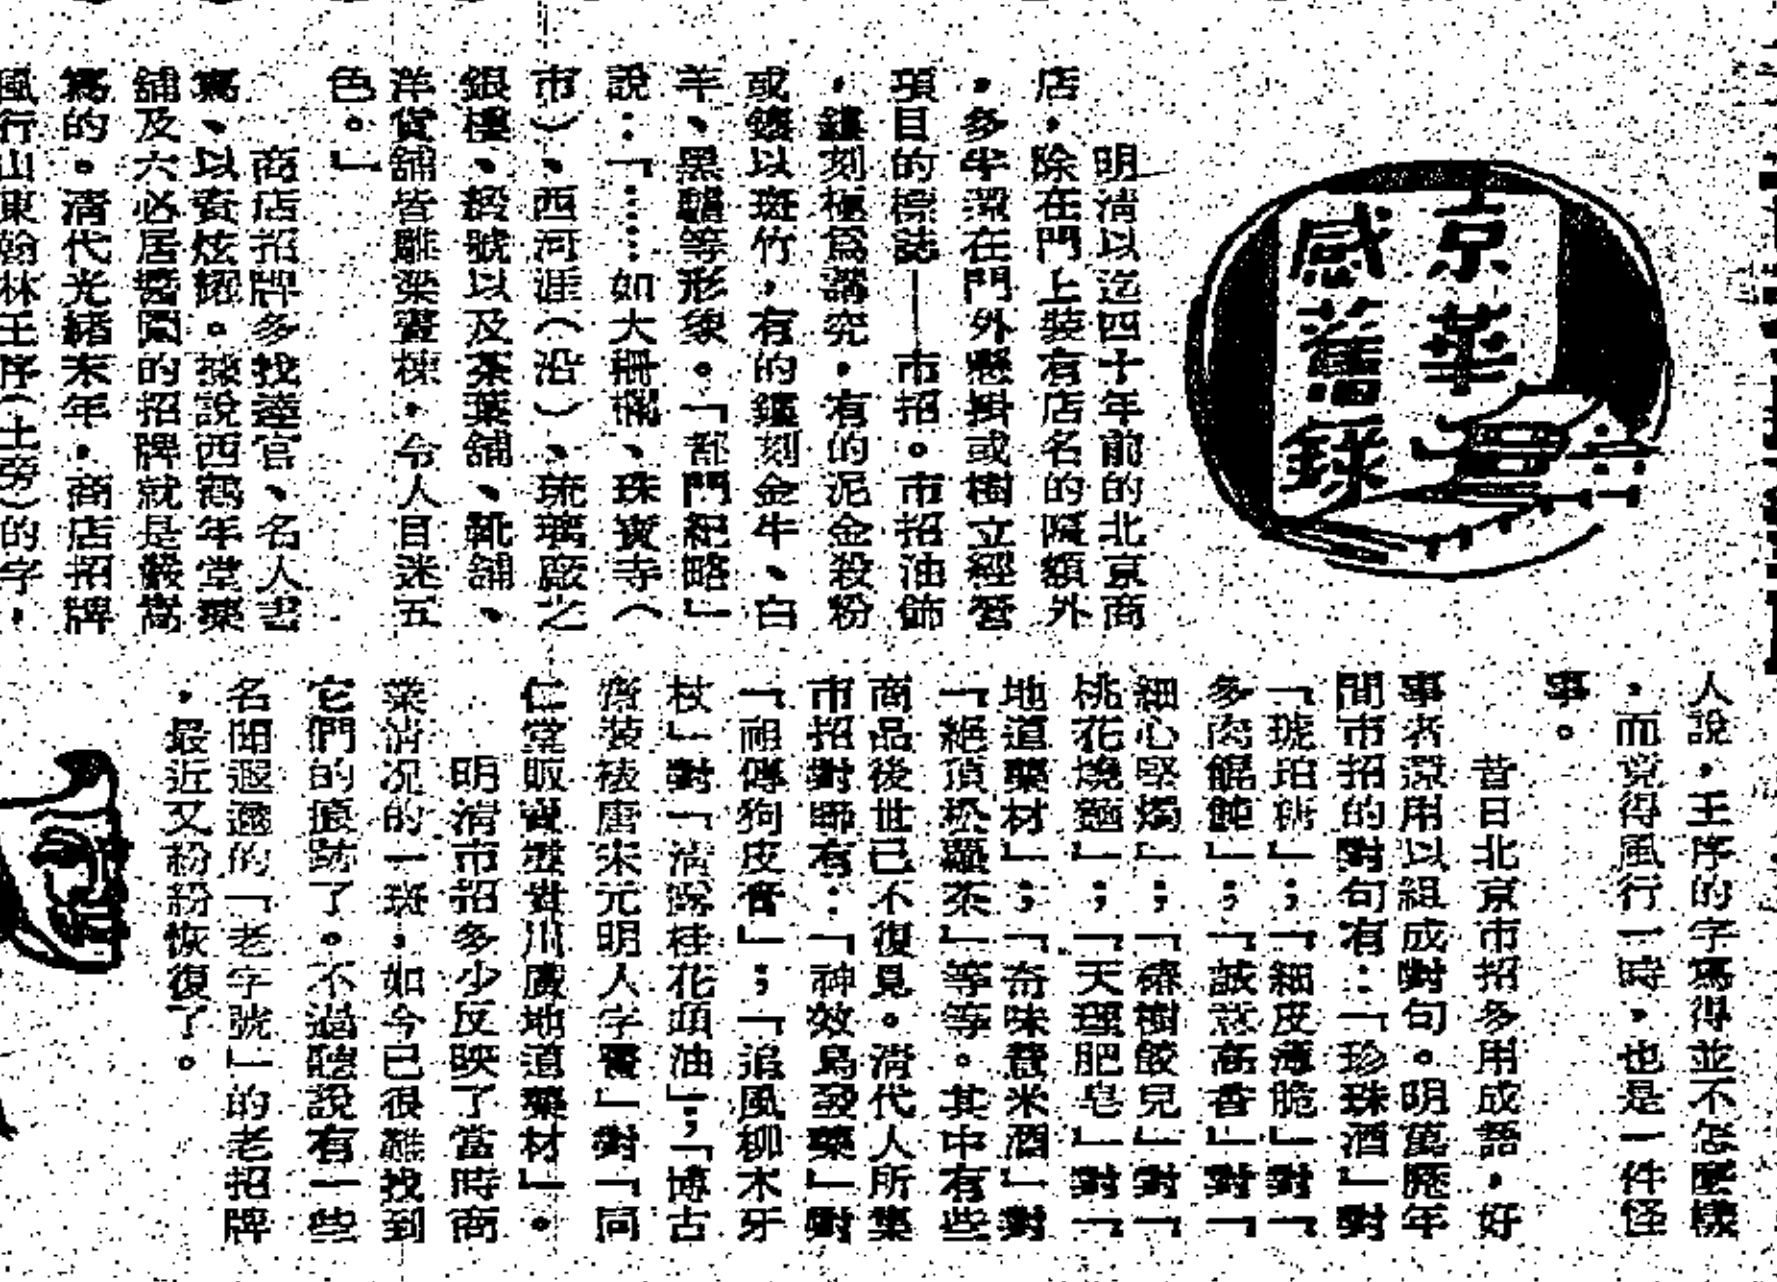 京華
感舊錄
明清以迄四十年前的北京商
店，除在門上裝有店名的匾額外
，多半還在門外懸掛或樹立經營
項目的標誌——市招。市招油飾
，鏤刻極爲講究，有的泥金殺粉
或鑲以斑竹，有的鏤刻金牛、白
羊、黑驢等形象。「都門紀略」
說：「……如大柵欄、珠寶寺（
市）、西河涯（沿）、琉璃廠之
銀樓、緞號以及茶葉舖、靴舖、
洋貨舖皆雕梁畫棟，令人目迷五
色。」
商店招牌多找達官、名人書
寫、以資炫耀。據說西鶴年堂藥
舖及六必居醬園的招牌就是嚴嵩
寫的。清代光緒末年，商店招牌
風行山東翰林王序（土旁）的字，
人說，王序的字寫得並不怎麼樣
，而竟得風行一時，也是一件怪
事。
昔日北京市招多用成語，好
事者還用以組成對句。明萬曆年
間市招的對句有：「珍珠酒」對
「琥珀糖」；「細皮薄脆」對「
多肉餛飩」；「誠意高香」對「
細心堅燭」；「椿樹餃兒」對「
桃花燒麵」；「天理肥皂」對「
地道藥材」；「奇味薏米酒」對
「絕頂松蘿茶」等等。其中有些
商品後世已不復見。清代人所集
市招對聯有：「神效烏鬚藥」對
「祖傳狗皮膏」；「追風柳木牙
杖」對「清露桂花頭油」；「博古
齋裝裱唐宋元明人字畫」對「同
仁堂販賣雲貴川廣地道藥材」。
明清市招多少反映了當時商
業情況的一斑，如今已很難找到
它們的痕跡了。不過聽說有一些
名聞遐邇的「老字號」的老招牌
，最近又紛紛恢復了。